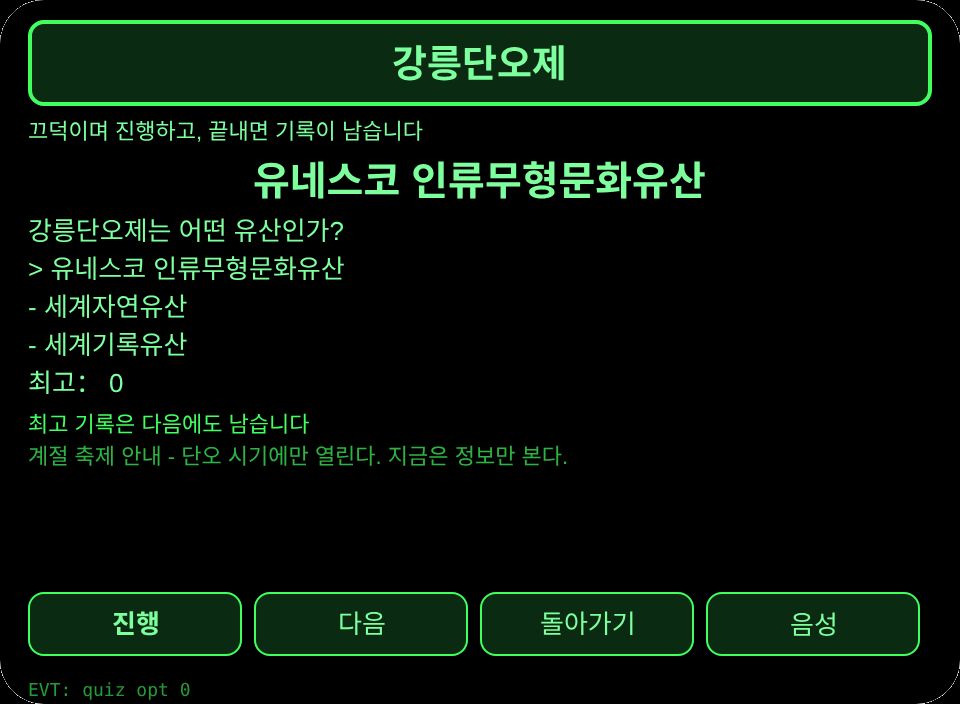 강릉단오제
끄덕이며 진행하고, 끝내면 기록이 남습니다
유네스코 인류무형문화유산
강릉단오제는 어떤 유산인가?
> 유네스코 인류무형문화유산
- 세계자연유산
- 세계기록유산
최고: 0
최고 기록은 다음에도 남습니다
계절 축제 안내 - 단오 시기에만 열린다. 지금은 정보만 본다.
진행 다음 돌아가기 음성
EVT: quiz opt 0